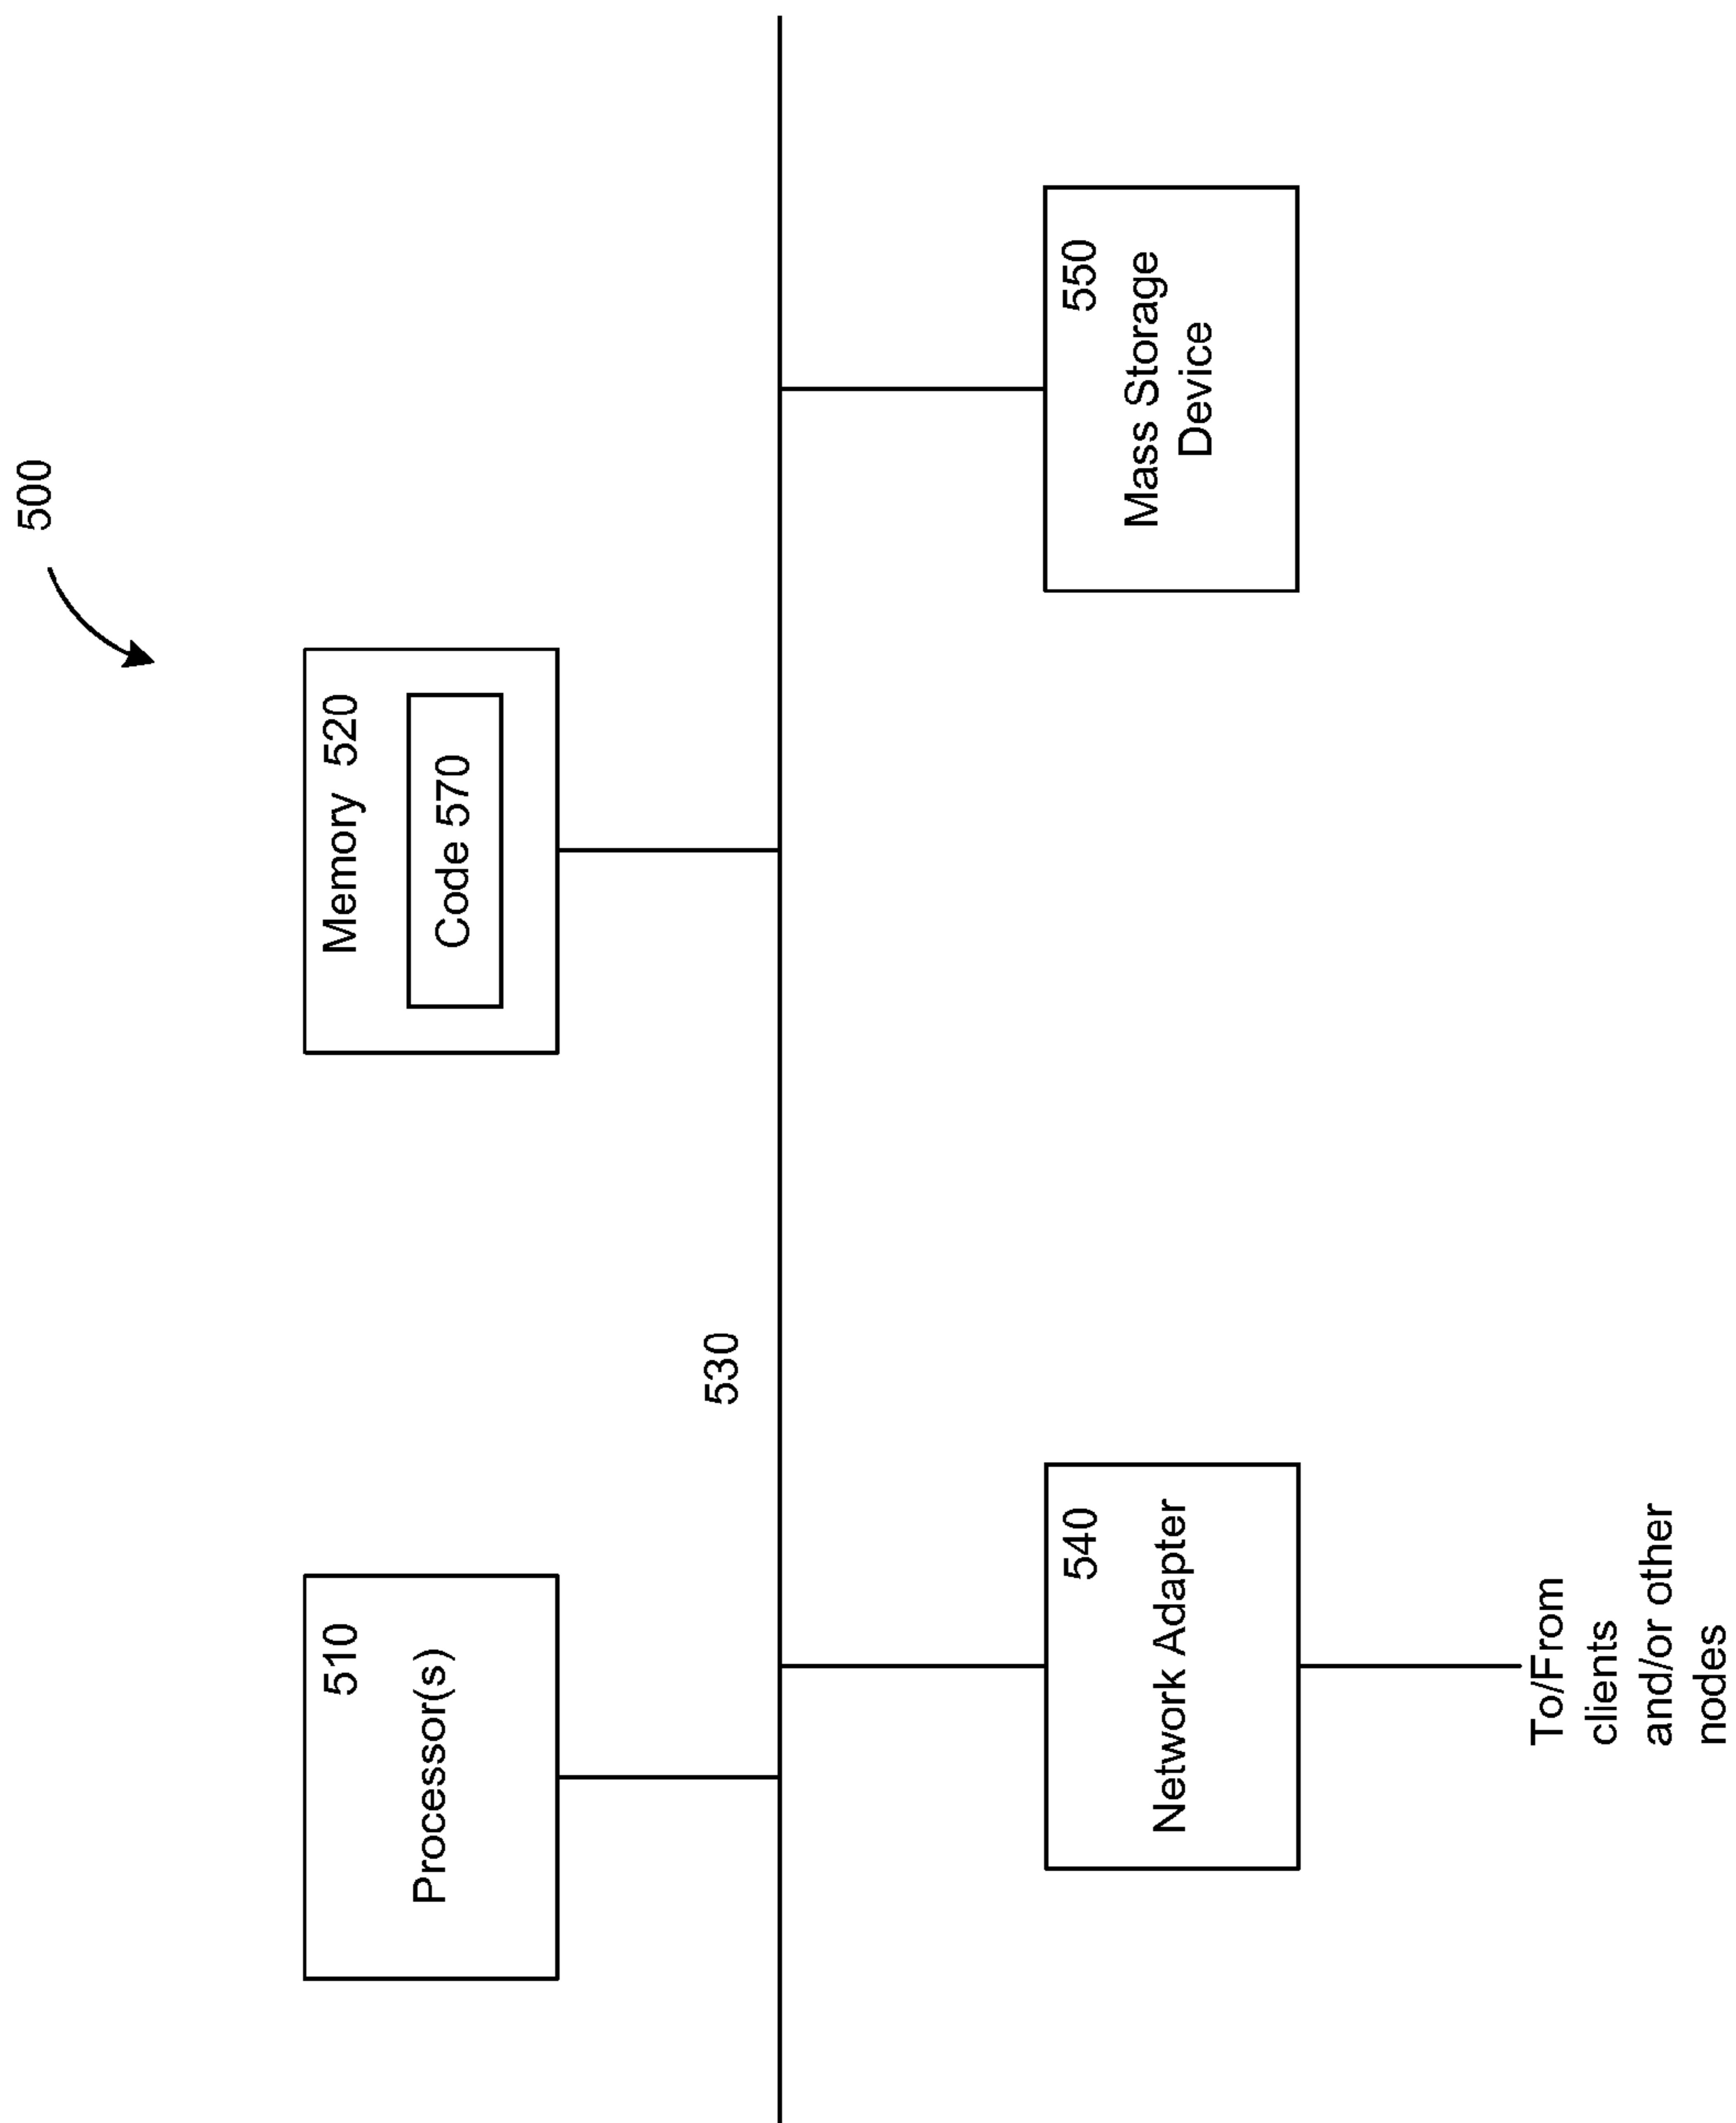 500
510
Processor(s)
Memory 520
Code 570
530
540
Network Adapter
550
Mass Storage
Device
To/From
clients
and/or other
nodes